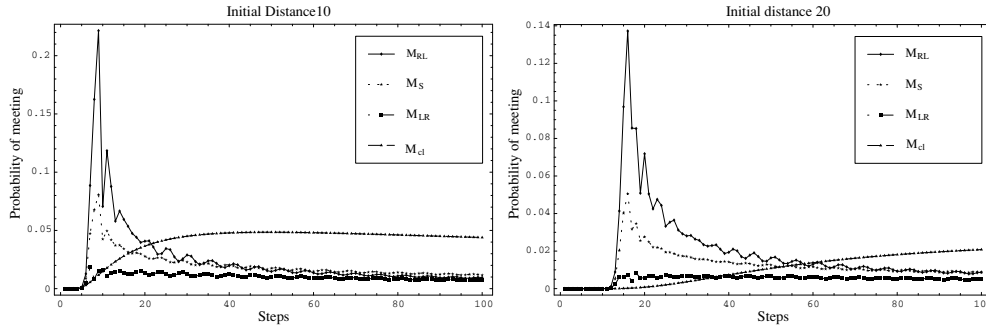 Initial Distance10
Probability of meeting
0.2
0.15
0.1
0.05
0
M_RL
M_S
M_LR
M_cl
0 20 40 60 80 100
Steps
Initial distance 20
Probability of meeting
0.14
0.12
0.1
0.08
0.06
0.04
0.02
0
M_RL
M_S
M_LR
M_cl
0 20 40 60 80 100
Steps